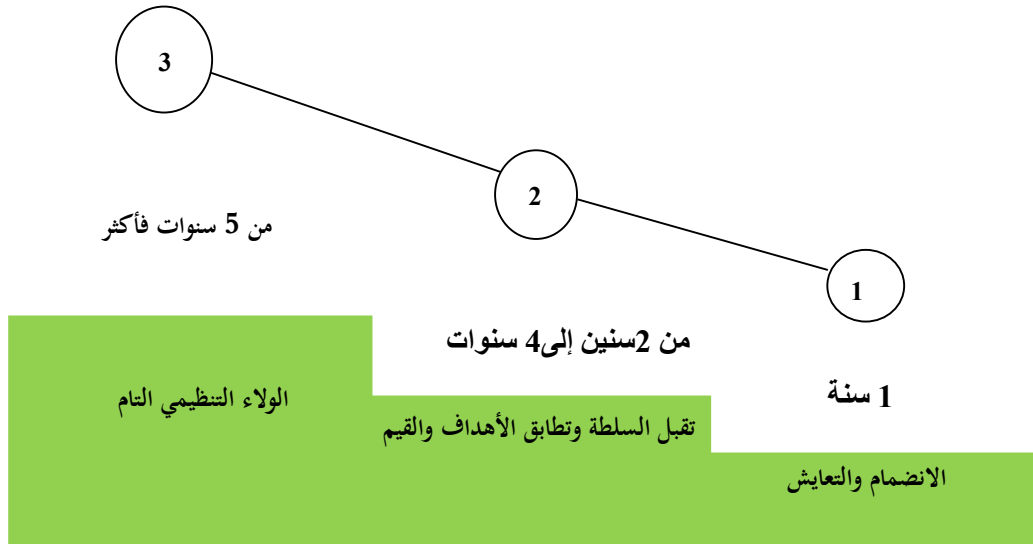 3
2
1
من 5 سنوات فأكثر
من 2سنين إلى4 سنوات
1 سنة
الولاء التنظيمي التام
تقبل السلطة وتطابق الأهداف والقيم
الانضمام والتعايش